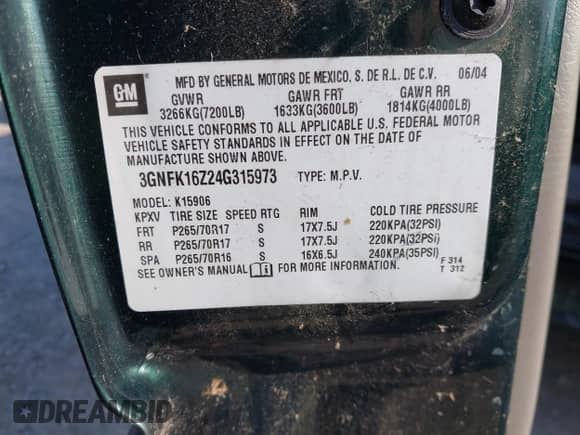 GM
MFD BY GENERAL MOTORS DE MEXICO, S. DE R.L. DE C.V. 06/04
GVWR GAWR FRT GAWR RR
3266KG(7200LB) 1633KG(3600LB) 1814KG(4000LB)
THIS VEHICLE CONFORMS TO ALL APPLICABLE U.S. FEDERAL MOTOR
VEHICLE SAFETY STANDARDS IN EFFECT ON THE DATE OF
MANUFACTURE SHOWN ABOVE.
3GNFK16Z24G315973 TYPE: M.P.V.
MODEL: K15906
KPXV TIRE SIZE SPEED RTG RIM COLD TIRE PRESSURE
FRT P265/70R17 S 17X7.5J 220KPA(32PSI)
RR P265/70R17 S 17X7.5J 220KPA(32PSI)
SPA P265/70R16 S 16X6.5J 240KPA(35PSI)
SEE OWNER'S MANUAL FOR MORE INFORMATION.
F 314
T 312
DREAMBID